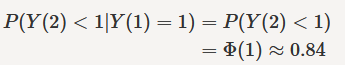 P(Y(2) < 1|Y(1) = 1) = P(Y(2) < 1)
= Φ(1) ≈ 0.84